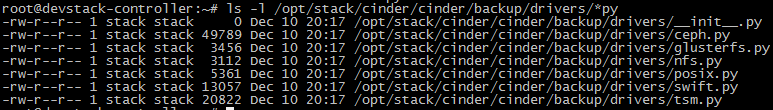 root@devstack-controller:~# ls -l /opt/stack/cinder/cinder/backup/drivers/*py
-rw-r--r-- 1 stack stack     0 Dec 10 20:17 /opt/stack/cinder/cinder/backup/drivers/__init__.py
-rw-r--r-- 1 stack stack 49789 Dec 10 20:17 /opt/stack/cinder/cinder/backup/drivers/ceph.py
-rw-r--r-- 1 stack stack  3456 Dec 10 20:17 /opt/stack/cinder/cinder/backup/drivers/glusterfs.py
-rw-r--r-- 1 stack stack  3112 Dec 10 20:17 /opt/stack/cinder/cinder/backup/drivers/nfs.py
-rw-r--r-- 1 stack stack  5361 Dec 10 20:17 /opt/stack/cinder/cinder/backup/drivers/posix.py
-rw-r--r-- 1 stack stack 13057 Dec 10 20:17 /opt/stack/cinder/cinder/backup/drivers/swift.py
-rw-r--r-- 1 stack stack 20822 Dec 10 20:17 /opt/stack/cinder/cinder/backup/drivers/tsm.py